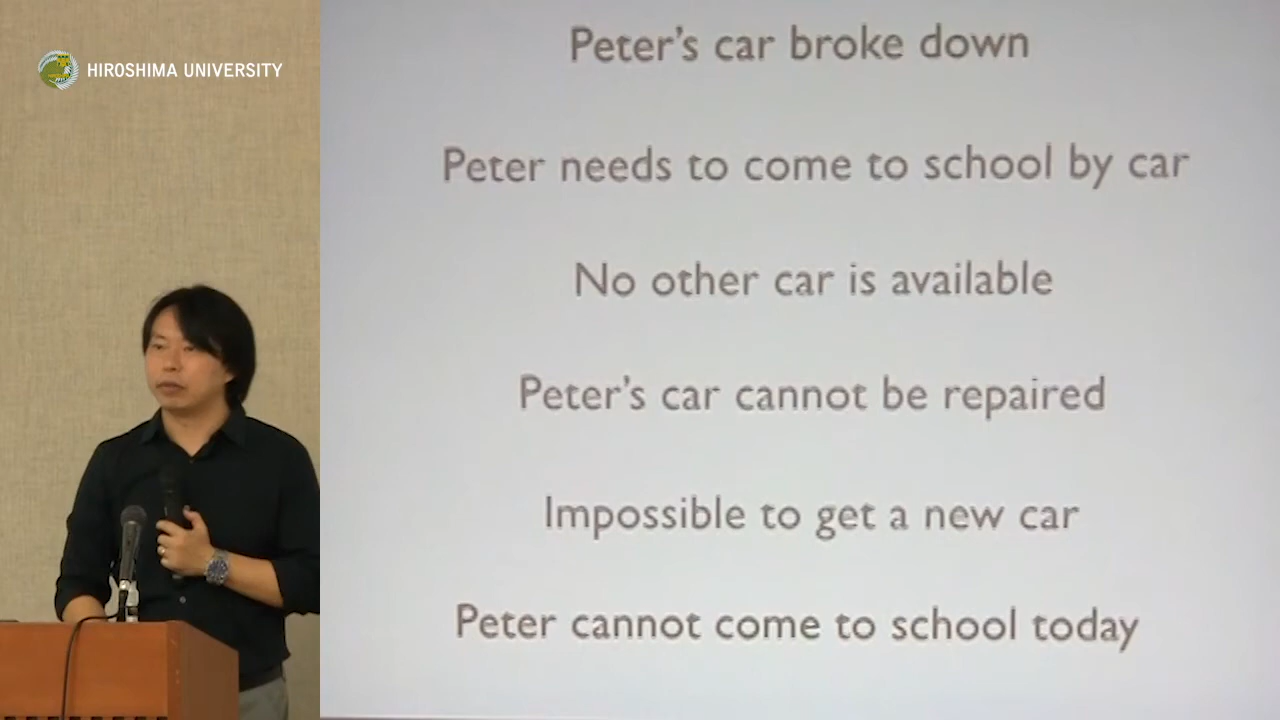 HIROSHIMA UNIVERSITY
Peter's car broke down
Peter needs to come to school by car
No other car is available
Peter's car cannot be repaired
Impossible to get a new car
Peter cannot come to school today